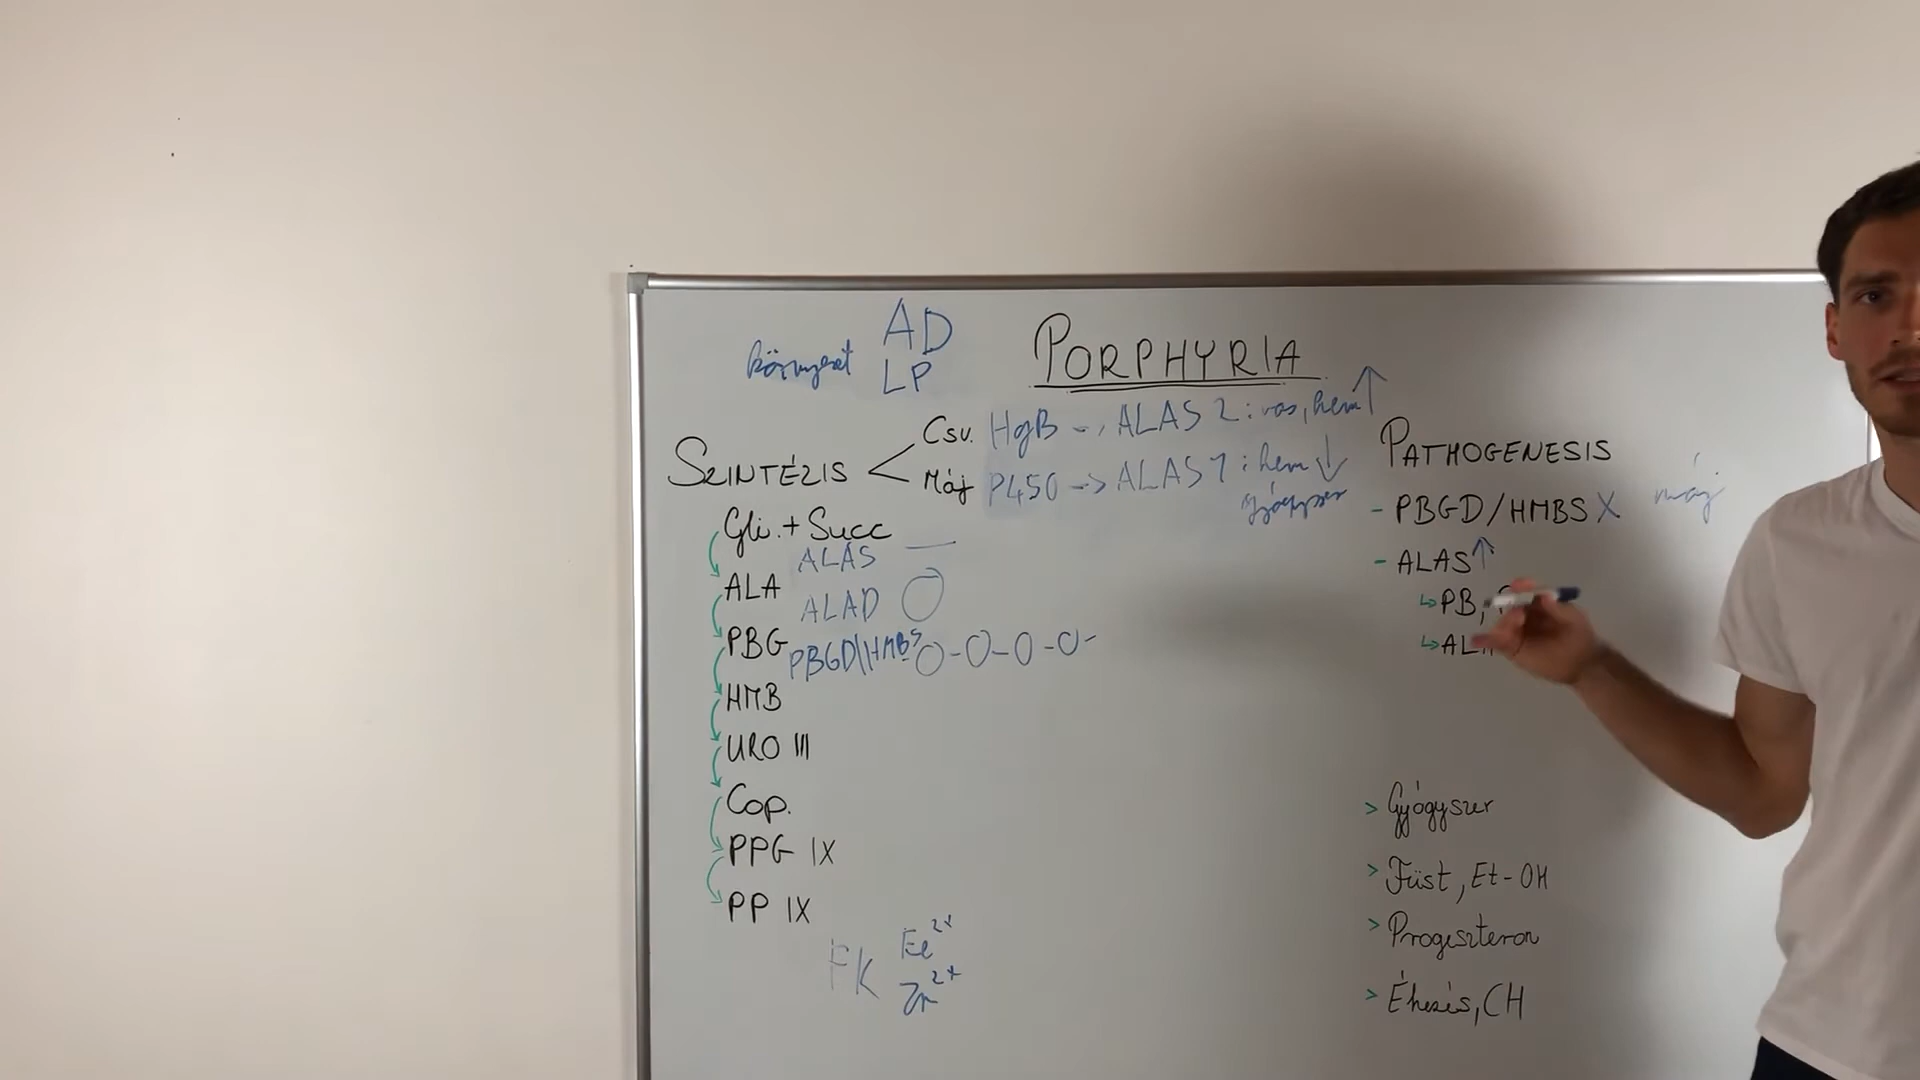 AD
környezet LP
PORPHYRIA
SZINTÉZIS
Csv. HgB -> ALAS 2 : vas, hem ↑
Máj P450 -> ALAS 1 : hem ↓
gyógyszer
Gli. + Succ
ALAS
ALA
ALAD
PBG
PBGD/HMBS
HMB
URO III
Cop.
PPG IX
PP IX
FK Fe2+
Zn2+
PATHOGENESIS
- PBGD/HMBS X máj
- ALAS ↑
↳ PB,
> Gyógyszer
> Füst, Et-OH
> Progeszteron
> Éhezés, CH